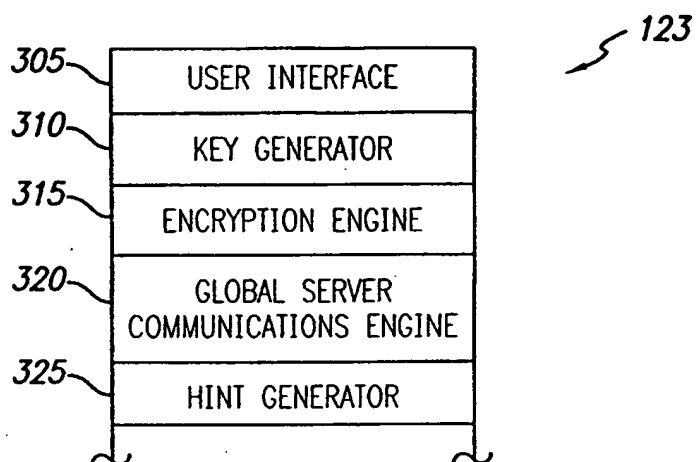 123
305 USER INTERFACE
310 KEY GENERATOR
315 ENCRYPTION ENGINE
320 GLOBAL SERVER
COMMUNICATIONS ENGINE
325 HINT GENERATOR